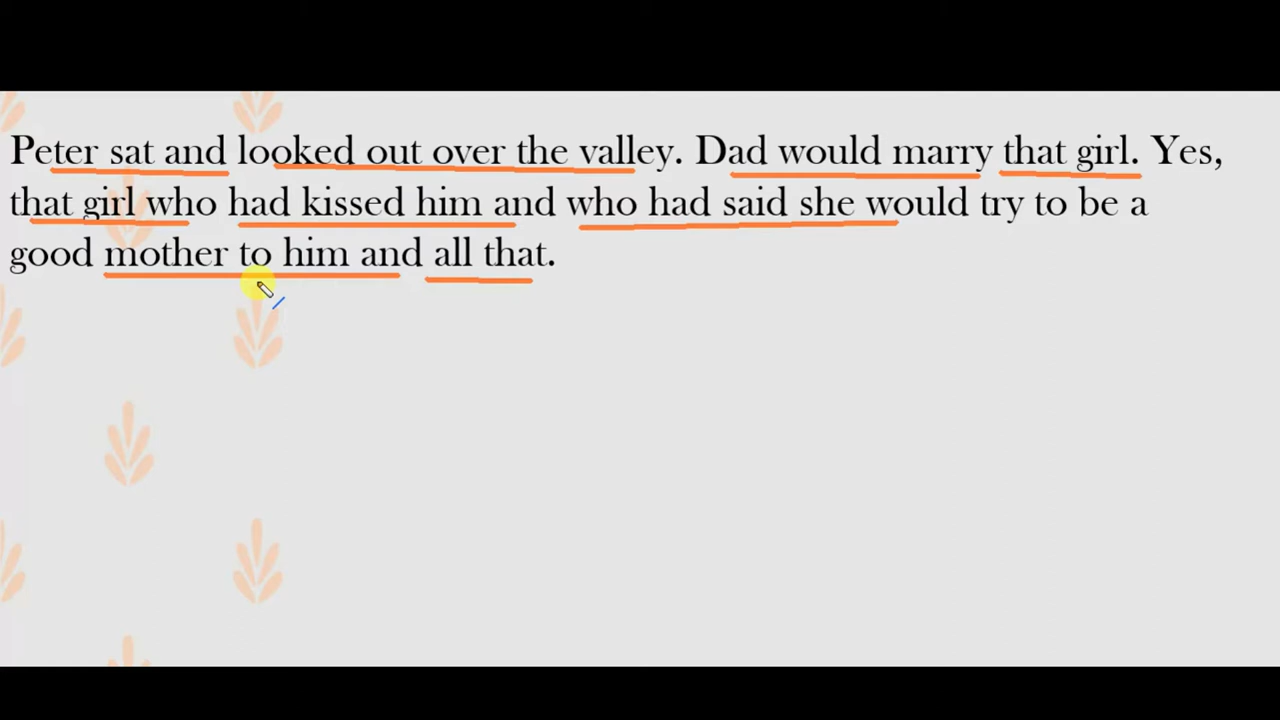 Peter sat and looked out over the valley. Dad would marry that girl. Yes,
that girl who had kissed him and who had said she would try to be a
good mother to him and all that.